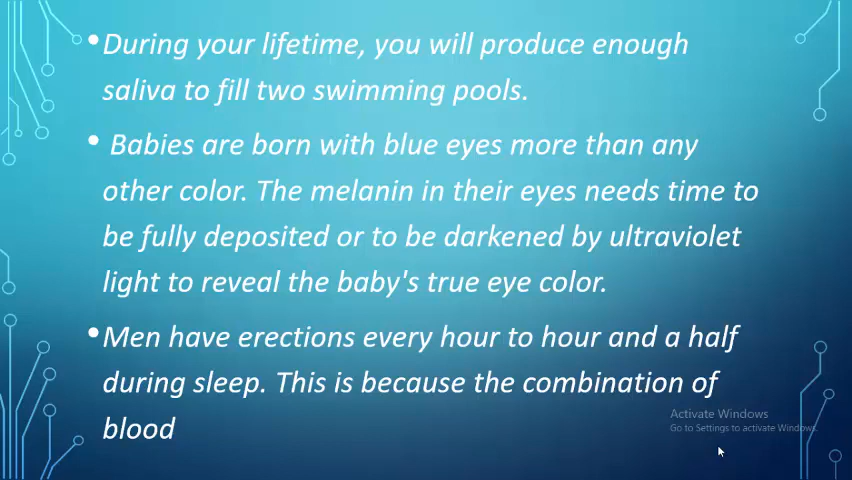 •During your lifetime, you will produce enough
saliva to fill two swimming pools.
• Babies are born with blue eyes more than any
other color. The melanin in their eyes needs time to
be fully deposited or to be darkened by ultraviolet
light to reveal the baby's true eye color.
•Men have erections every hour to hour and a half
during sleep. This is because the combination of
blood
Activate Windows
Go to Settings to activate Windows.